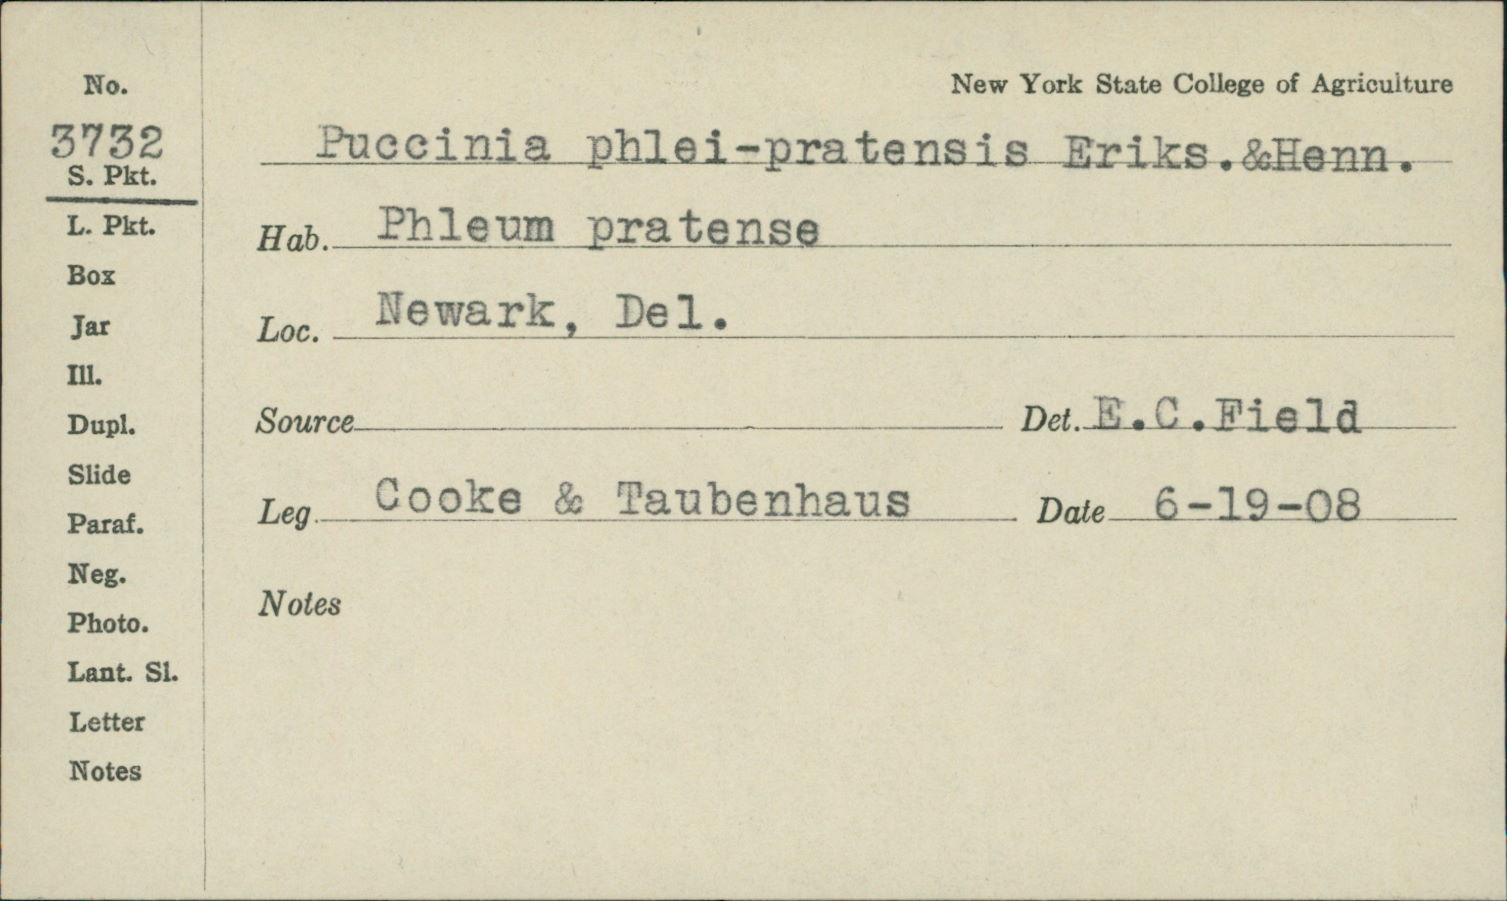 No.
3732
S. Pkt.
L. Pkt.
Box
Jar
Ill.
Dupl.
Slide
Paraf.
Neg.
Photo.
Lant. Sl.
Letter
Notes
New York State College of Agriculture
Puccinia phlei-pratensis Eriks.&Henn.
Hab. Phleum pratense
Loc. Newark, Del.
Source Det. E.C.Field
Leg. Cooke & Taubenhaus Date 6-19-08
Notes